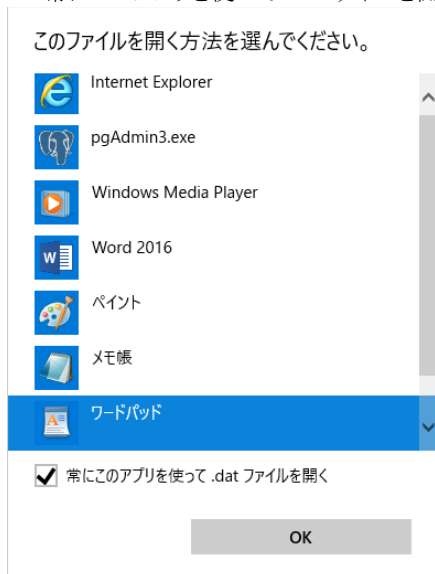 このファイルを開く方法を選んでください。
Internet Explorer
pgAdmin3.exe
Windows Media Player
Word 2016
ペイント
メモ帳
ワードパッド
常にこのアプリを使って .dat ファイルを開く
OK